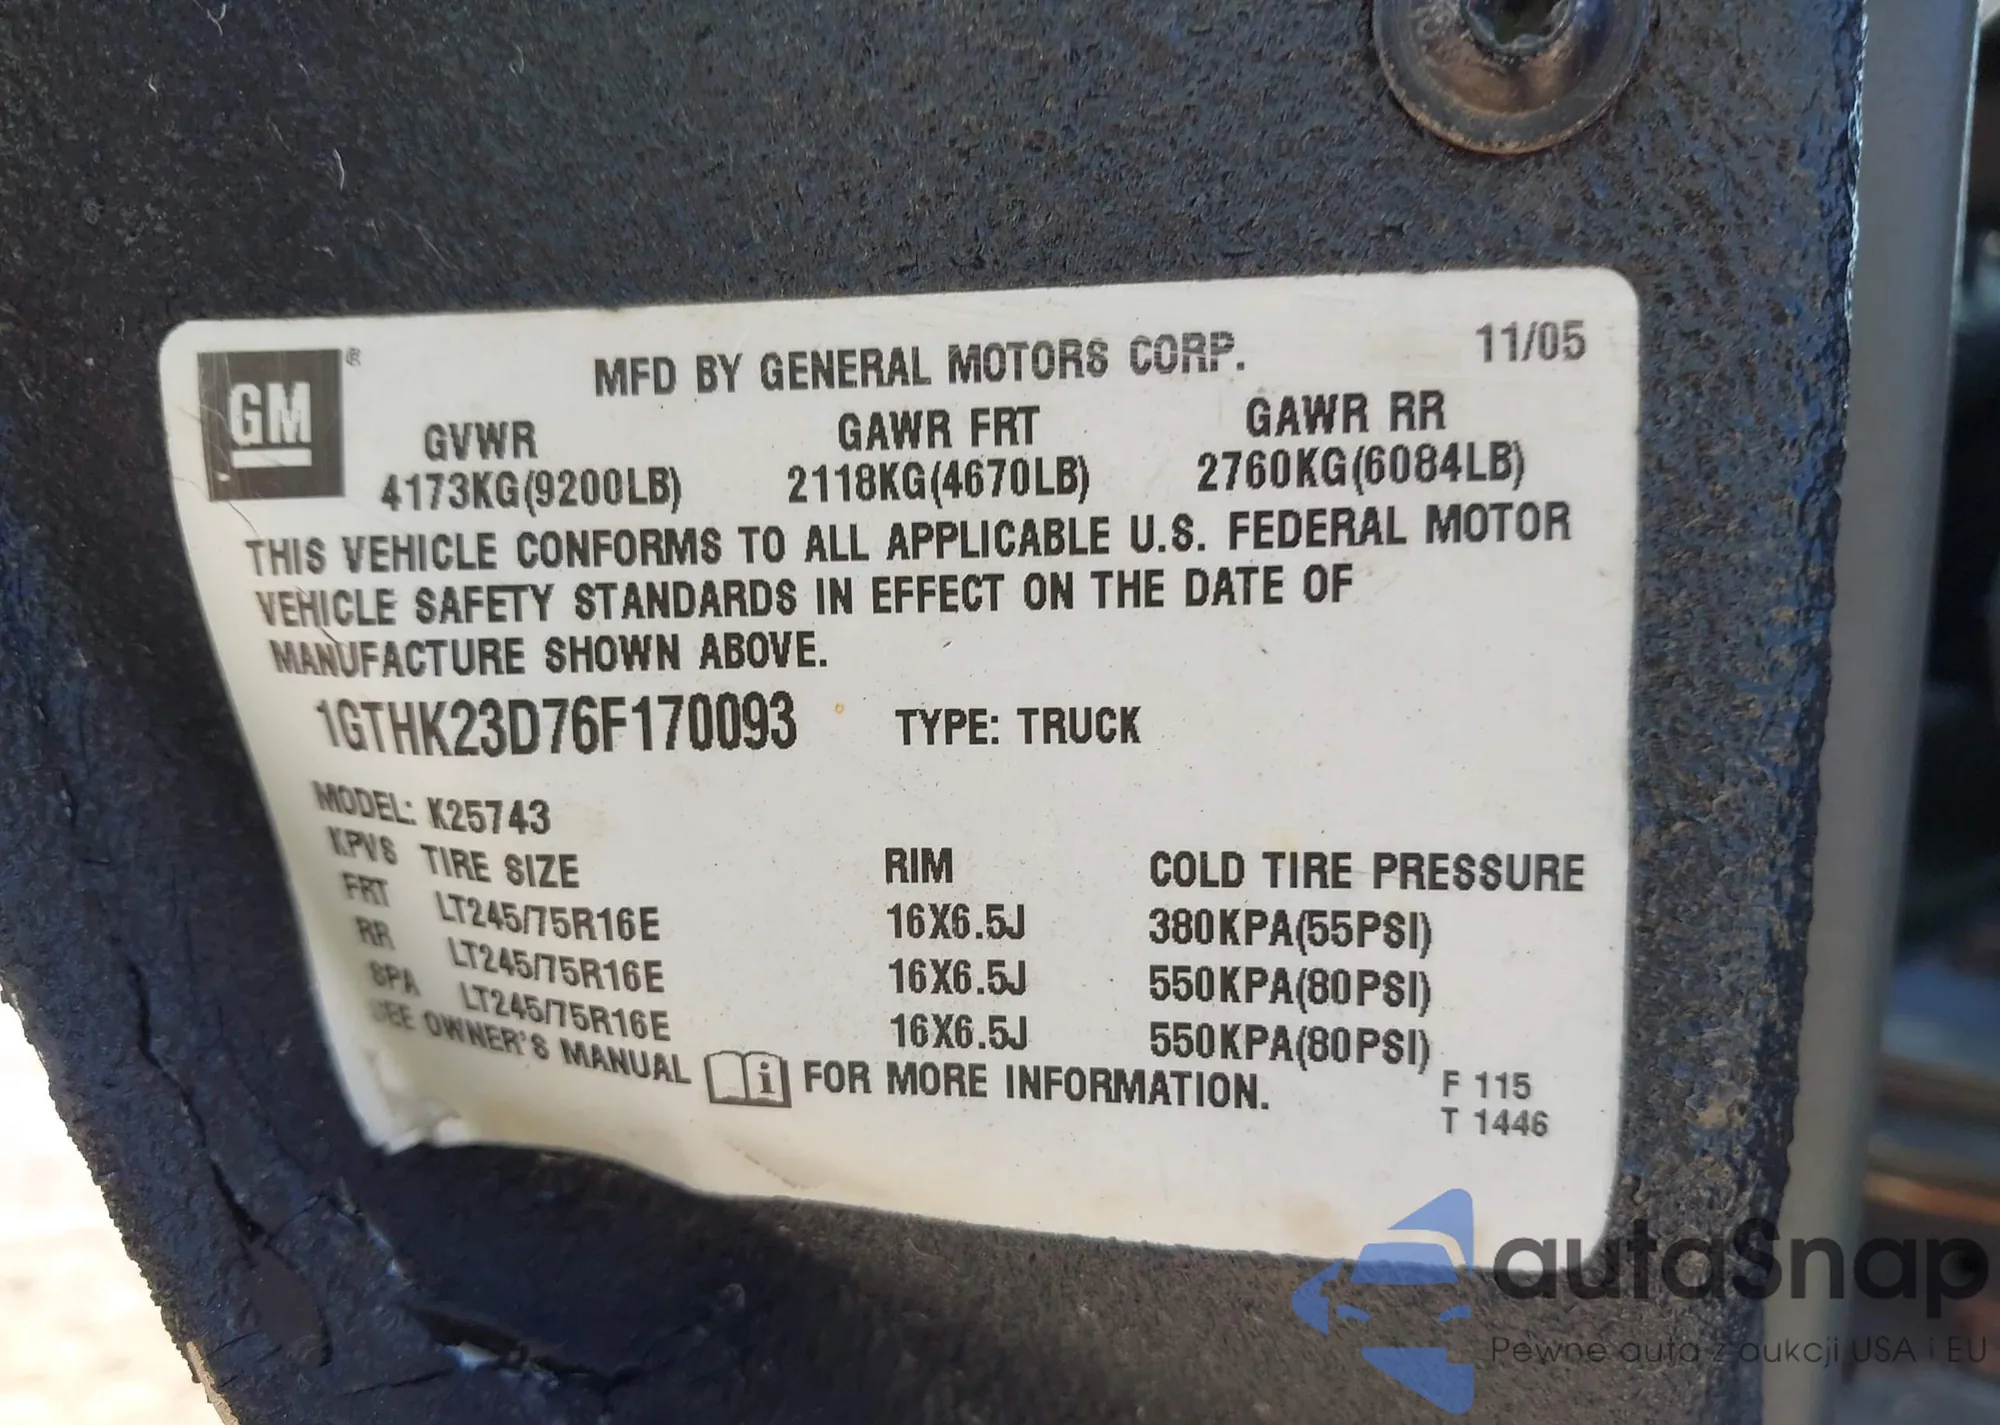 GM ®
MFD BY GENERAL MOTORS CORP. 11/05
GVWR GAWR FRT GAWR RR
4173KG(9200LB) 2118KG(4670LB) 2760KG(6084LB)
THIS VEHICLE CONFORMS TO ALL APPLICABLE U.S. FEDERAL MOTOR
VEHICLE SAFETY STANDARDS IN EFFECT ON THE DATE OF
MANUFACTURE SHOWN ABOVE.
1GTHK23D76F170093 TYPE: TRUCK
MODEL: K25743
KPVS TIRE SIZE RIM COLD TIRE PRESSURE
FRT LT245/75R16E 16X6.5J 380KPA(55PSI)
RR LT245/75R16E 16X6.5J 550KPA(80PSI)
SPA LT245/75R16E 16X6.5J 550KPA(80PSI)
SEE OWNER'S MANUAL i FOR MORE INFORMATION.
F 115
T 1446
autaSnap
Pewne auta z aukcji USA i EU